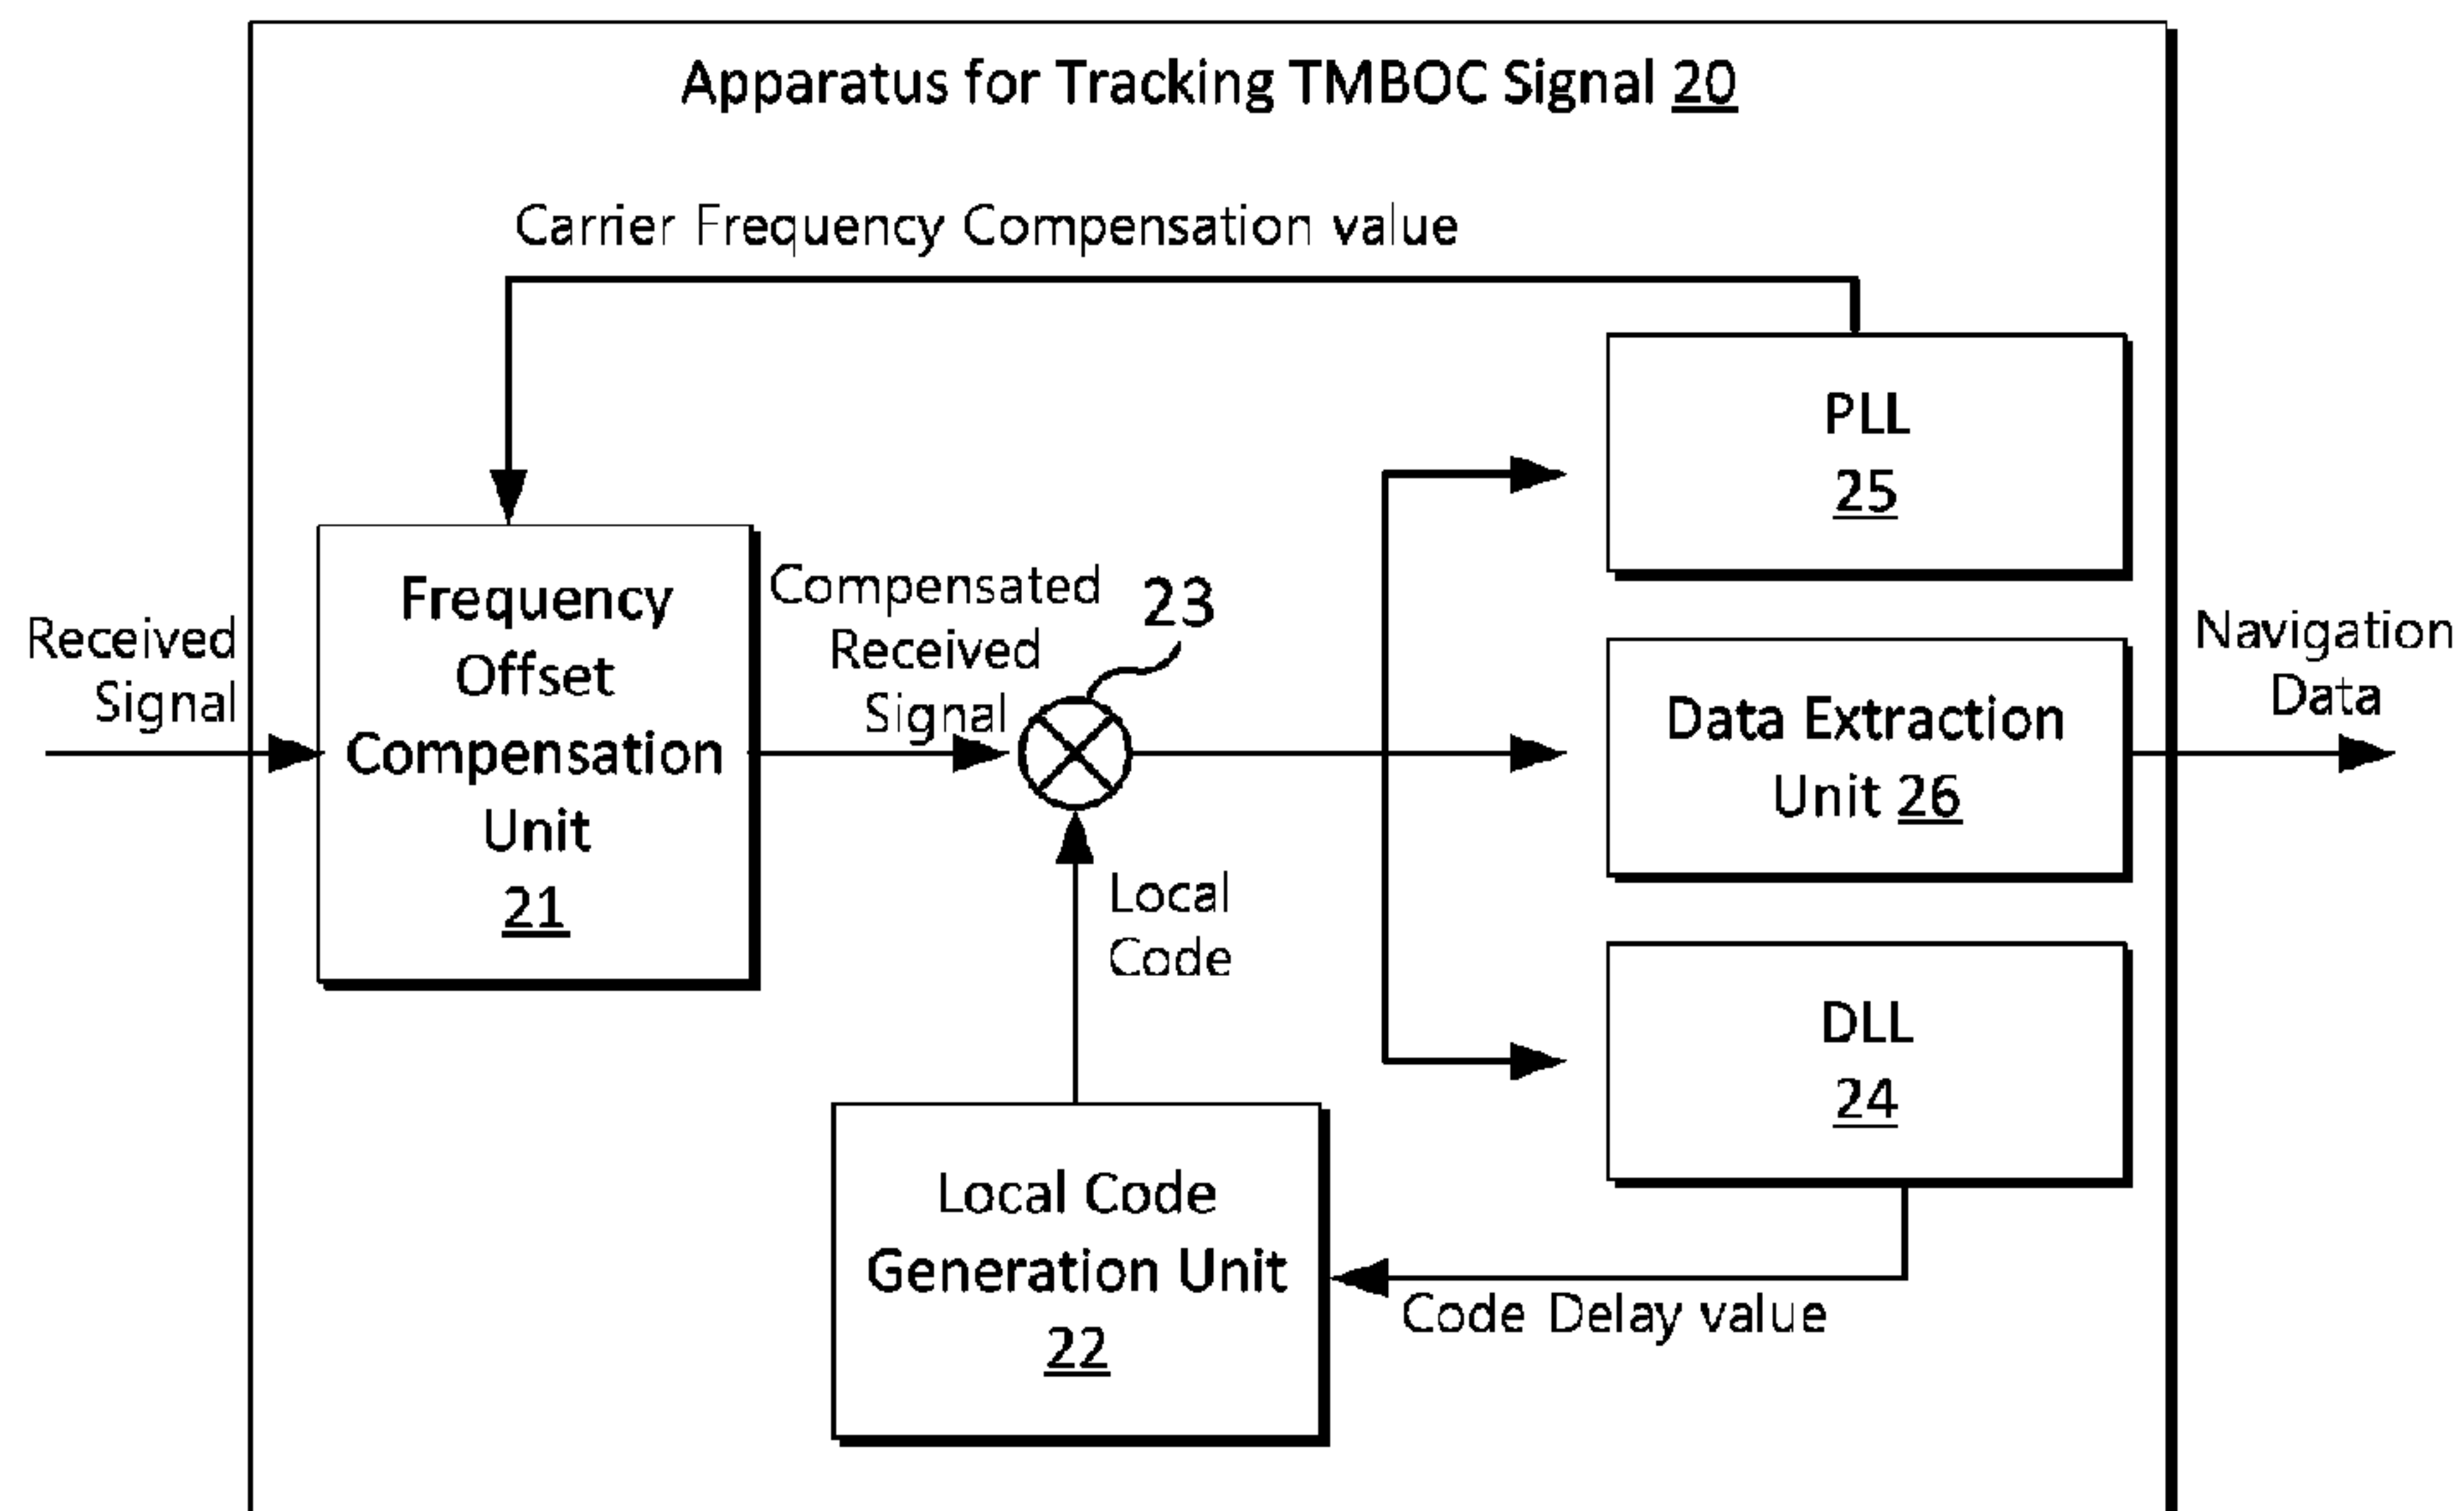 Apparatus for Tracking TMBOC Signal 20
Carrier Frequency Compensation value
PLL
25
Received
Signal
Frequency
Offset
Compensation
Unit
21
Compensated
Received
Signal
23
Data Extraction
Unit 26
Navigation
Data
Local
Code
DLL
24
Local Code
Generation Unit
22
Code Delay value